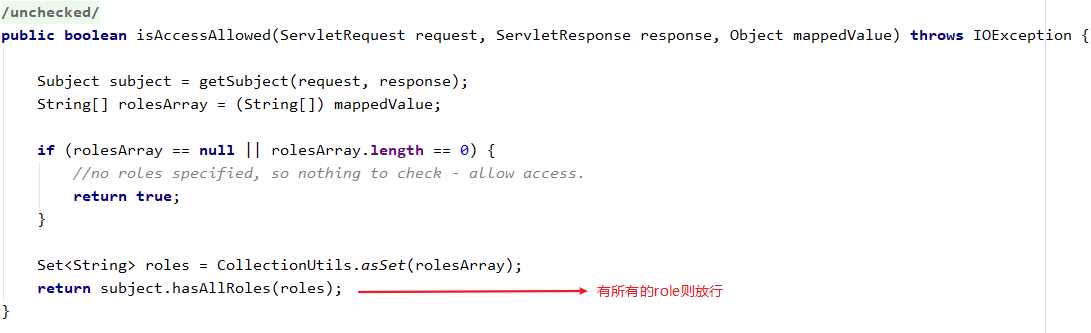 /unchecked/
public boolean isAccessAllowed(ServletRequest request, ServletResponse response, Object mappedValue) throws IOException {
Subject subject = getSubject(request, response);
String[] rolesArray = (String[]) mappedValue;
if (rolesArray == null || rolesArray.length == 0) {
//no roles specified, so nothing to check - allow access.
return true;
}
Set<String> roles = CollectionUtils.asSet(rolesArray);
return subject.hasAllRoles(roles); 有所有的role则放行
}